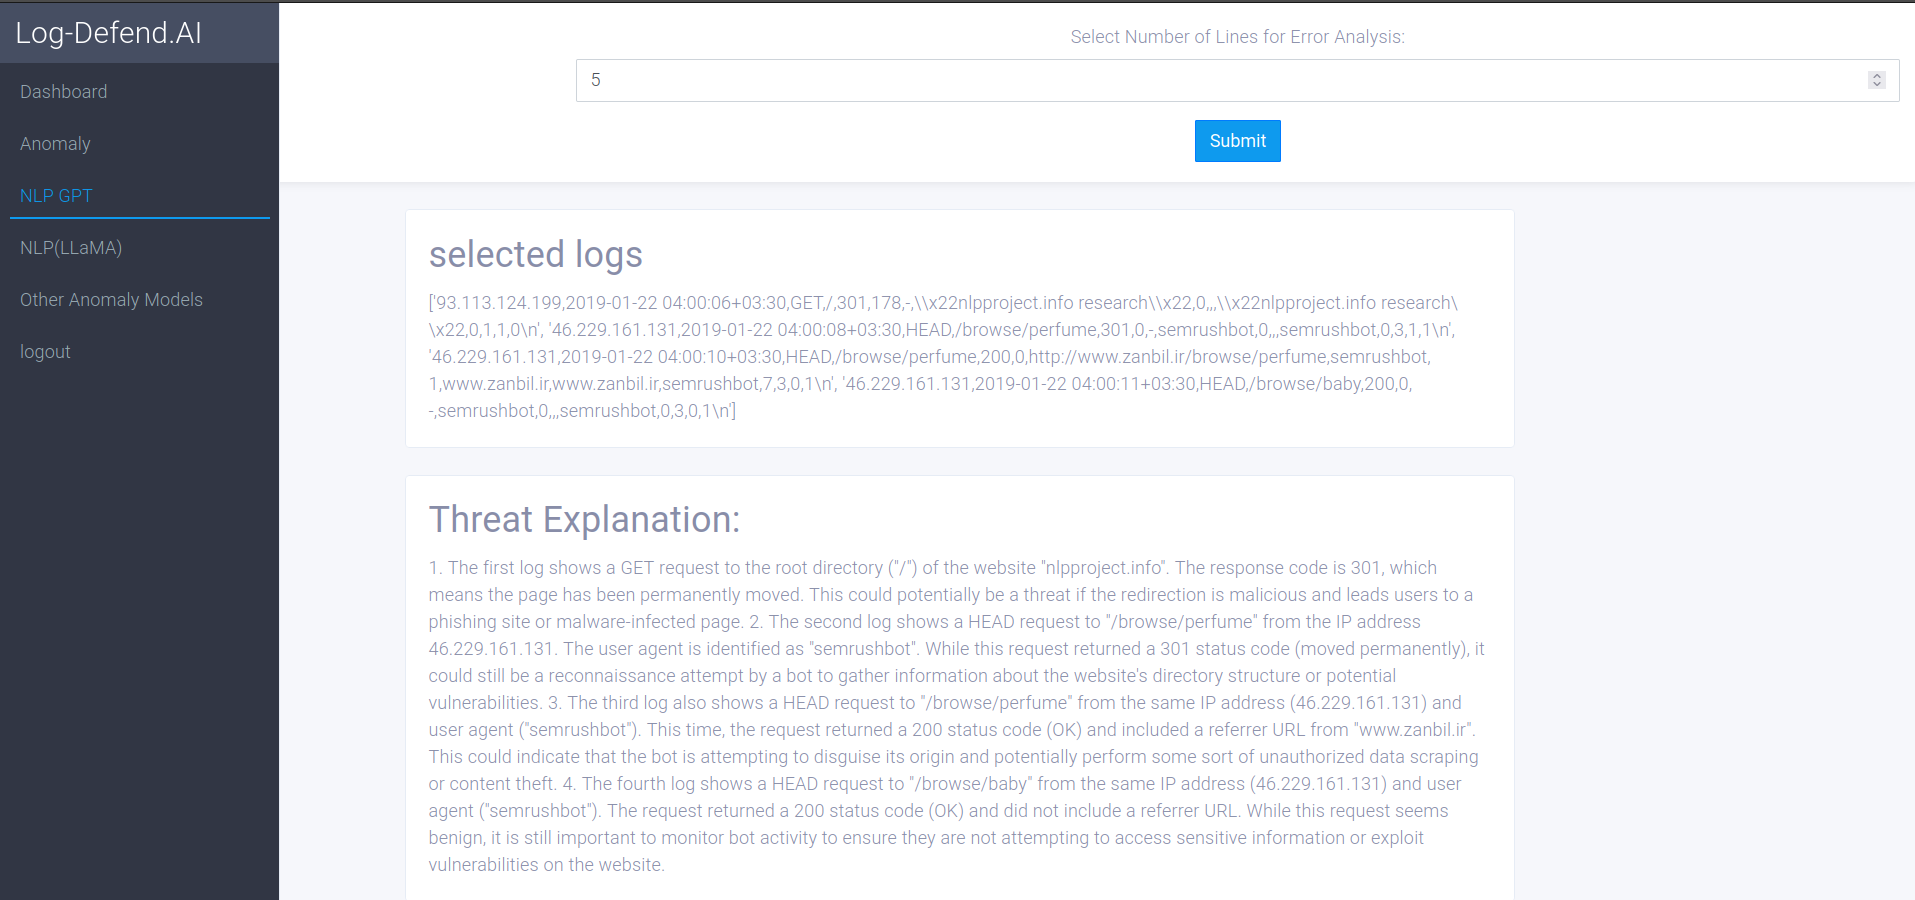 Log-Defend.AI
Dashboard
Anomaly
NLP GPT
NLP(LLaMA)
Other Anomaly Models
logout
Select Number of Lines for Error Analysis:
5
Submit
selected logs
['93.113.124.199,2019-01-22 04:00:06+03:30,GET,/,301,178,-,\\x22nlpproject.info research\\x22,0,,,\\x22nlpproject.info research\
\x22,0,1,1,0\n', '46.229.161.131,2019-01-22 04:00:08+03:30,HEAD,/browse/perfume,301,0,-,semrushbot,0,,,semrushbot,0,3,1,1\n',
'46.229.161.131,2019-01-22 04:00:10+03:30,HEAD,/browse/perfume,200,0,http://www.zanbil.ir/browse/perfume,semrushbot,
1,www.zanbil.ir,www.zanbil.ir,semrushbot,7,3,0,1\n', '46.229.161.131,2019-01-22 04:00:11+03:30,HEAD,/browse/baby,200,0,
-,semrushbot,0,,,semrushbot,0,3,0,1\n']
Threat Explanation:
1. The first log shows a GET request to the root directory ("/") of the website "nlpproject.info". The response code is 301, which
means the page has been permanently moved. This could potentially be a threat if the redirection is malicious and leads users to a
phishing site or malware-infected page. 2. The second log shows a HEAD request to "/browse/perfume" from the IP address
46.229.161.131. The user agent is identified as "semrushbot". While this request returned a 301 status code (moved permanently), it
could still be a reconnaissance attempt by a bot to gather information about the website's directory structure or potential
vulnerabilities. 3. The third log also shows a HEAD request to "/browse/perfume" from the same IP address (46.229.161.131) and
user agent ("semrushbot"). This time, the request returned a 200 status code (OK) and included a referrer URL from "www.zanbil.ir".
This could indicate that the bot is attempting to disguise its origin and potentially perform some sort of unauthorized data scraping
or content theft. 4. The fourth log shows a HEAD request to "/browse/baby" from the same IP address (46.229.161.131) and user
agent ("semrushbot"). The request returned a 200 status code (OK) and did not include a referrer URL. While this request seems
benign, it is still important to monitor bot activity to ensure they are not attempting to access sensitive information or exploit
vulnerabilities on the website.